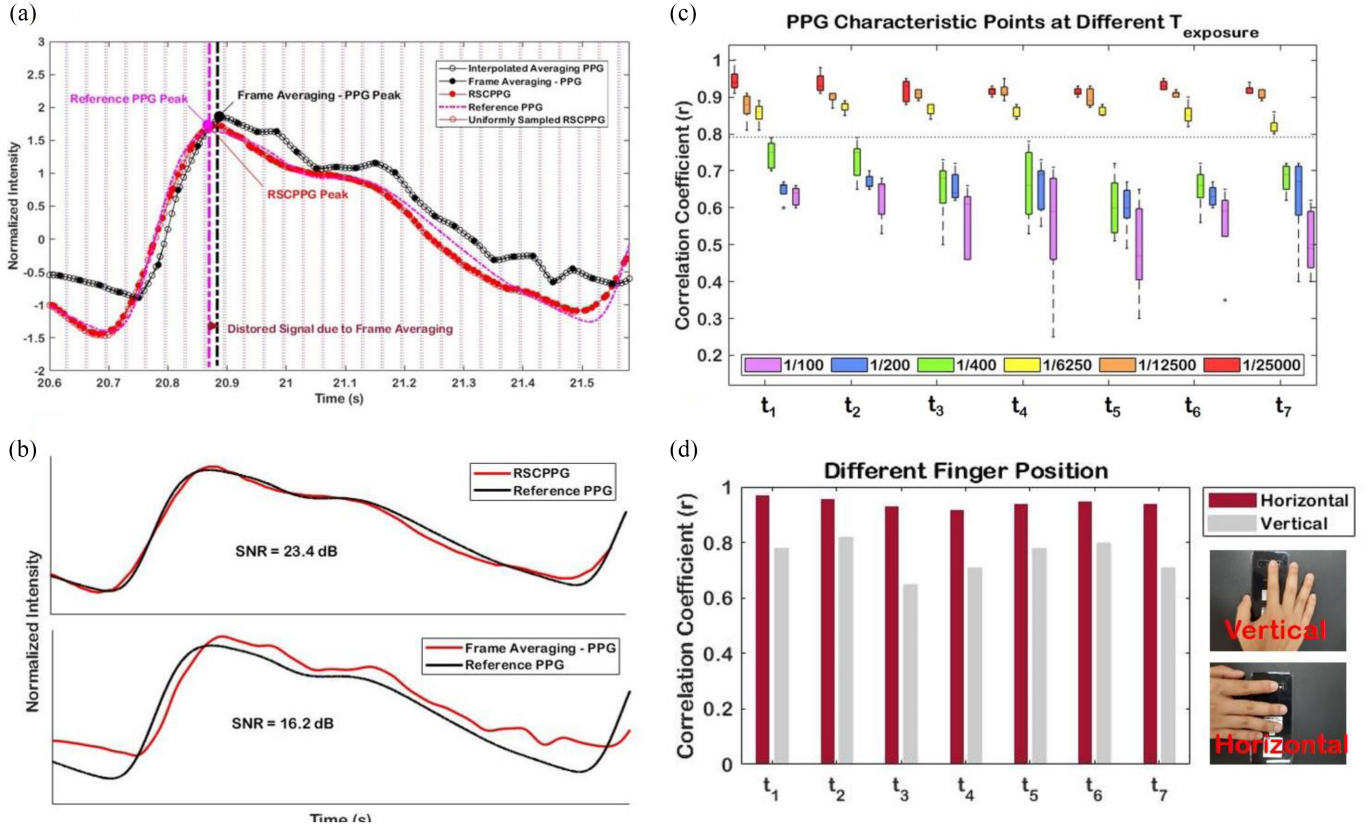 (a)
3
2.5
2
1.5
1
0.5
0
-0.5
-1
-1.5
-2
Normalized Intensity
Interpolated Averaging PPG
Frame Averaging - PPG
RSCPPG
Reference PPG
Uniformly Sampled RSCPPG
Reference PPG Peak
Frame Averaging - PPG Peak
RSCPPG Peak
Distored Signal due to Frame Averaging
20.6 20.7 20.8 20.9 21 21.1 21.2 21.3 21.4 21.5
Time (s)
(b)
RSCPPG
Reference PPG
SNR = 23.4 dB
Normalized Intensity
Frame Averaging - PPG
Reference PPG
SNR = 16.2 dB
Time (s)
(c)
PPG Characteristic Points at Different T exposure
1
0.9
0.8
0.7
0.6
0.5
0.4
0.3
0.2
Correlation Coefficient (r)
1/100 1/200 1/400 1/6250 1/12500 1/25000
t1 t2 t3 t4 t5 t6 t7
(d)
Different Finger Position
1
0.8
0.6
0.4
0.2
0
Correlation Coefficient (r)
t1 t2 t3 t4 t5 t6 t7
Horizontal
Vertical
Vertical
Horizontal